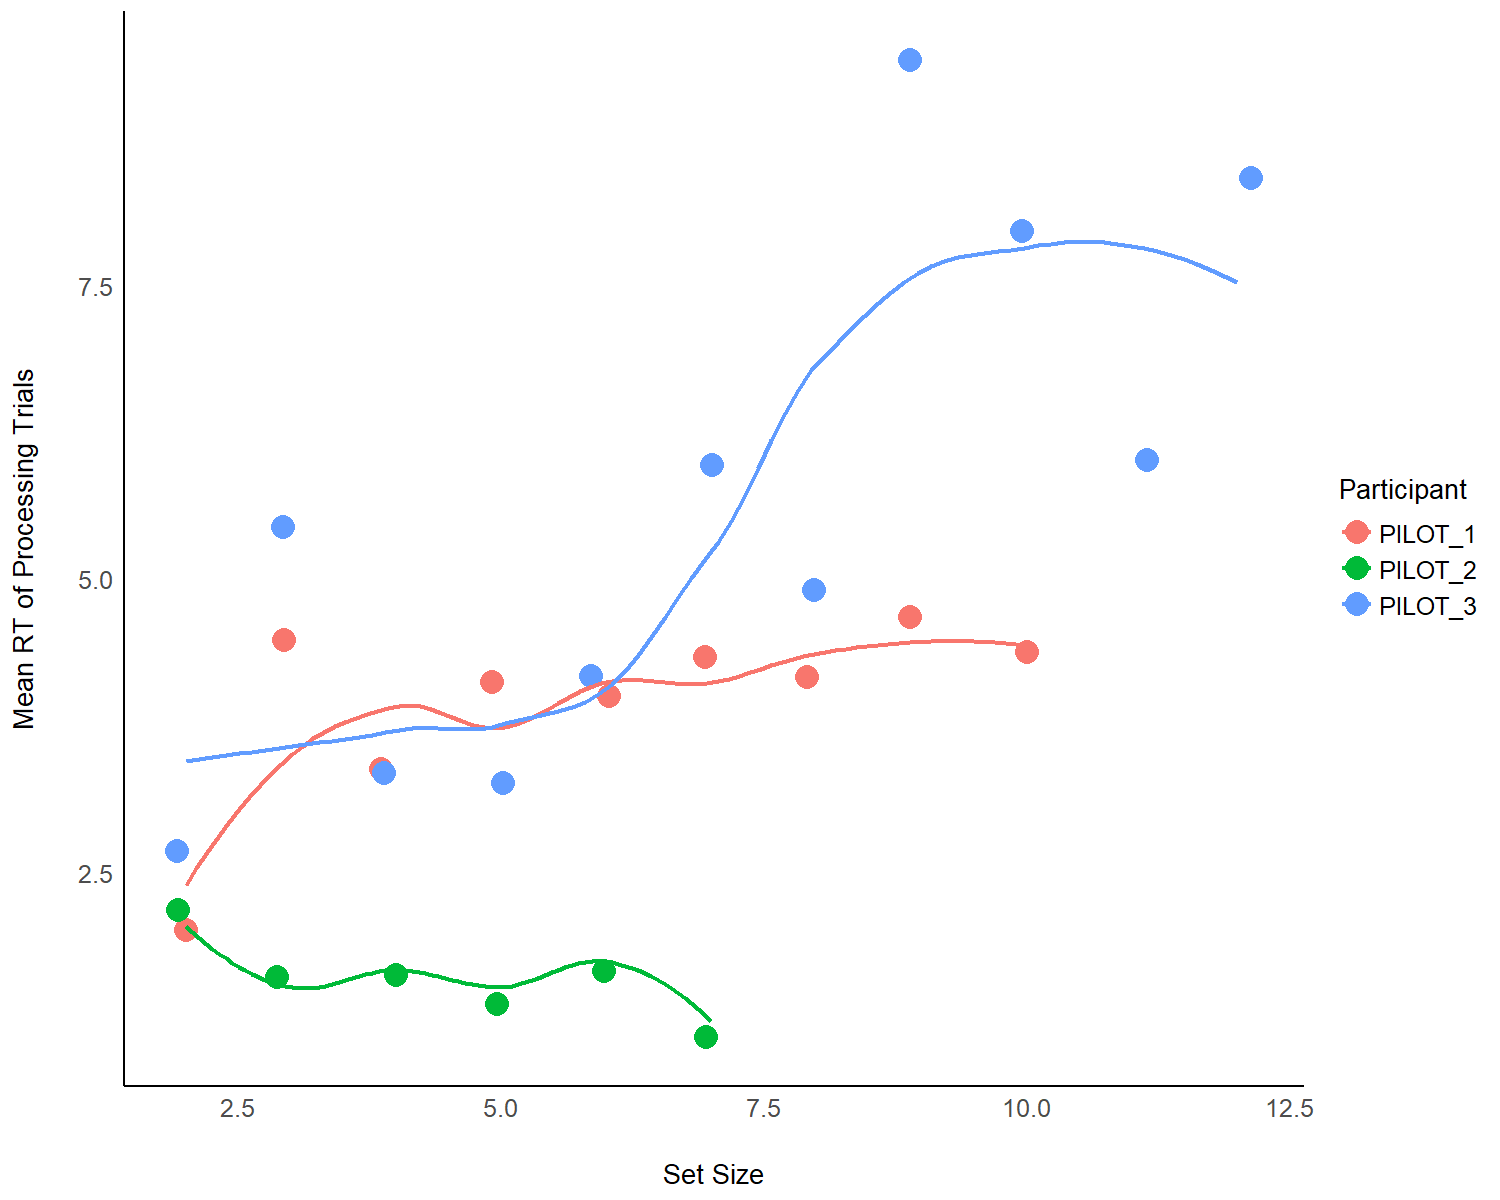 Mean RT of Processing Trials
7.5
5.0
2.5
2.5
5.0
7.5
10.0
12.5
Set Size
Participant
PILOT_1
PILOT_2
PILOT_3